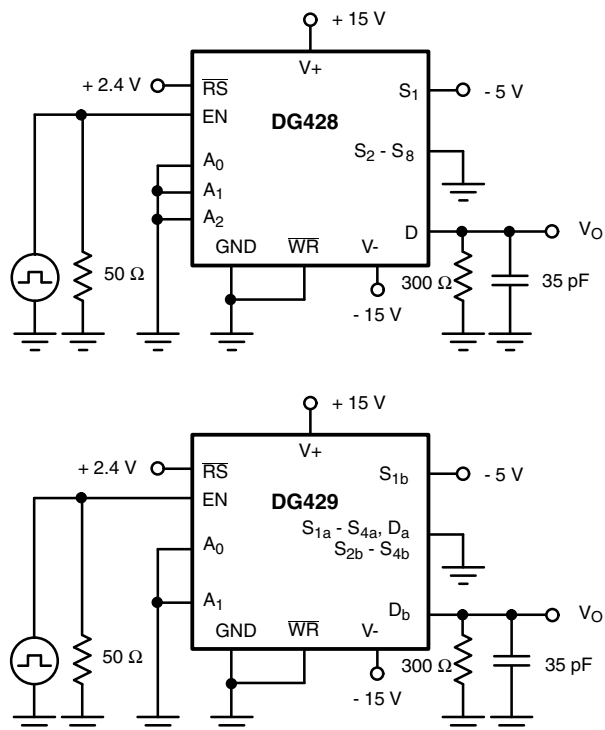 + 15 V
V+
+ 2.4 V
RS
S1
- 5 V
EN
DG428
S2 - S8
A0
A1
A2
D
VO
GND
WR
V-
50 Ω
300 Ω
35 pF
- 15 V
+ 15 V
V+
+ 2.4 V
RS
S1b
- 5 V
EN
DG429
S1a - S4a, Da
S2b - S4b
A0
A1
Db
VO
GND
WR
V-
50 Ω
300 Ω
35 pF
- 15 V